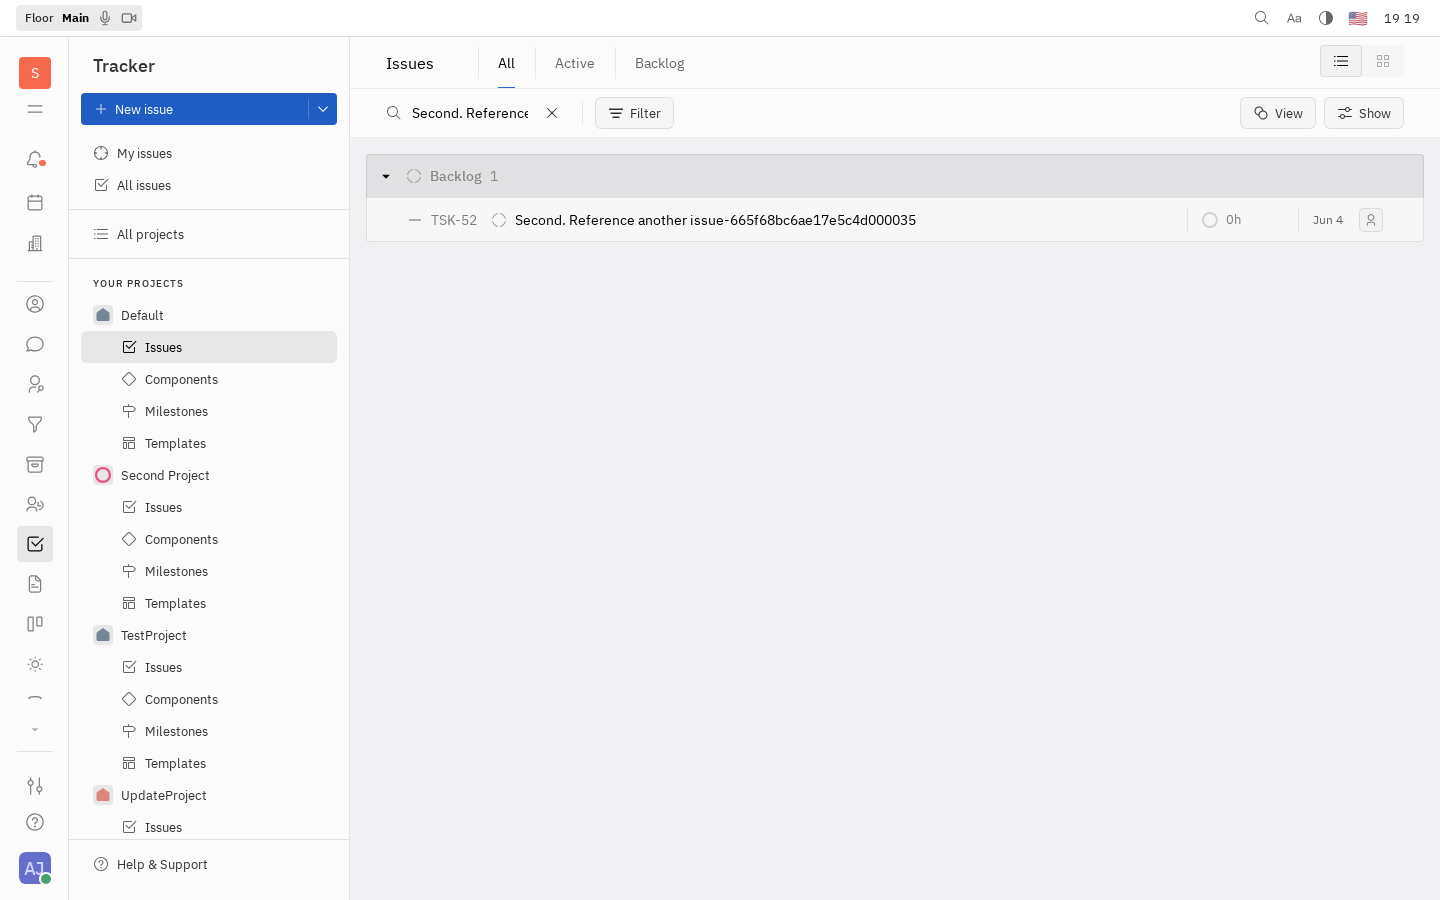 Floor Main
Aa
19 19
S
Tracker
New issue
My issues
All issues
All projects
YOUR PROJECTS
Default
Issues
Components
Milestones
Templates
Second Project
Issues
Components
Milestones
Templates
TestProject
Issues
Components
Milestones
Templates
UpdateProject
Issues
Help & Support
AJ
Issues
All
Active
Backlog
Second. Reference
Filter
View
Show
Backlog 1
TSK-52 Second. Reference another issue-665f68bc6ae17e5c4d000035 0h Jun 4